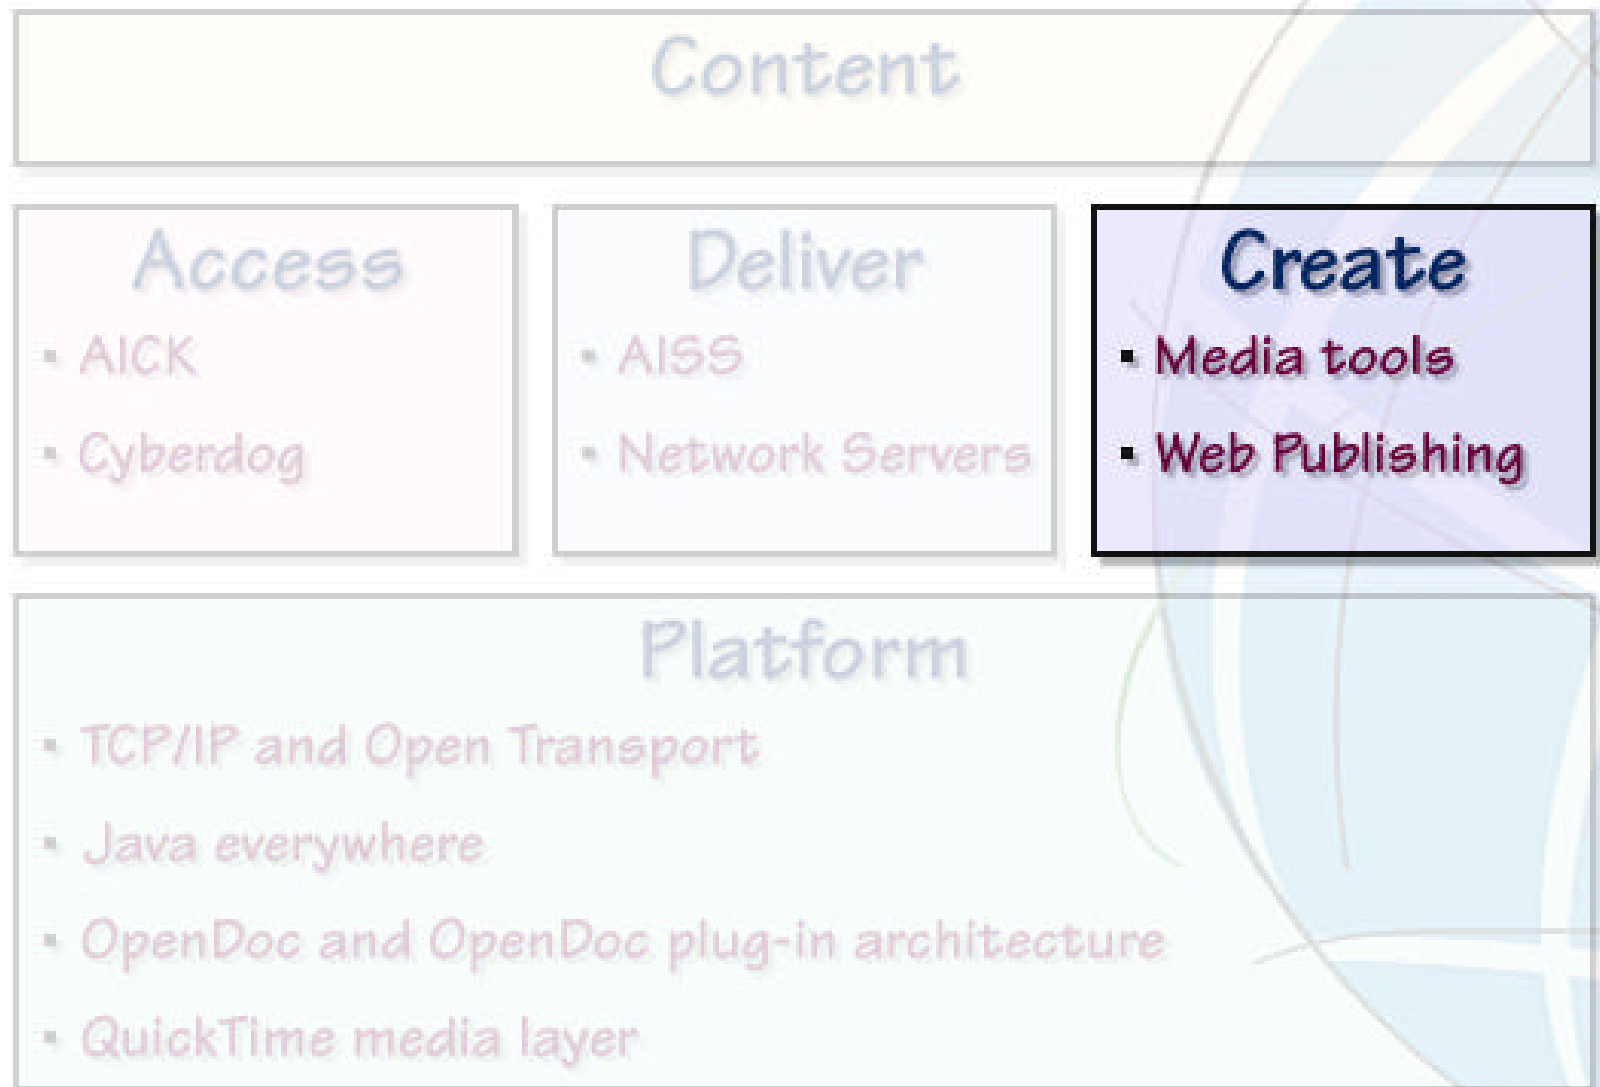 Content
Access
▪ AICK
▪ Cyberdog
Deliver
▪ AISS
▪ Network Servers
Create
▪ Media tools
▪ Web Publishing
Platform
▪ TCP/IP and Open Transport
▪ Java everywhere
▪ OpenDoc and OpenDoc plug-in architecture
▪ QuickTime media layer